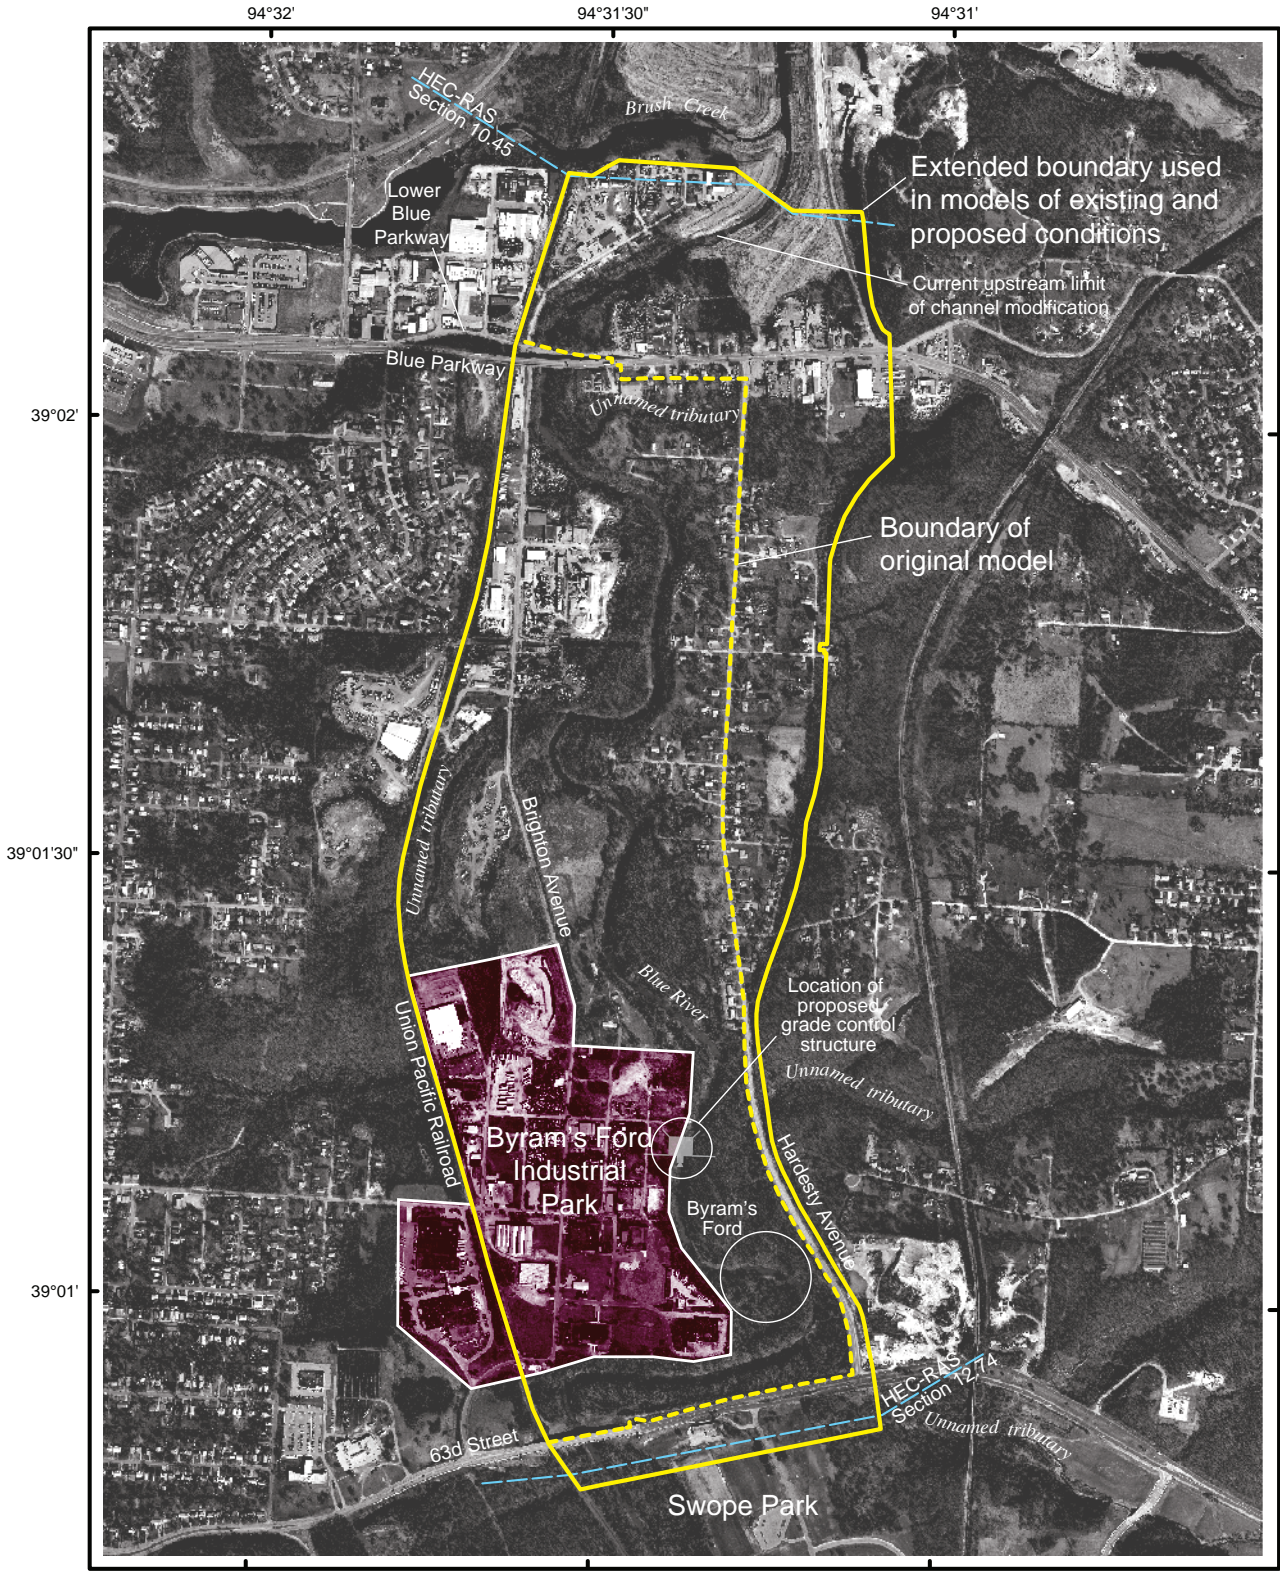 94°32'
94°31'30"
94°31'
HEC-RAS
Section 10.45
Brush Creek
Lower
Blue
Parkway
Extended boundary used
in models of existing and
proposed conditions
Current upstream limit
of channel modification
Blue Parkway
39°02'
Unnamed tributary
Boundary of
original model
Unnamed tributary
Brighton Avenue
39°01'30"
Blue River
Location of
proposed
grade control
structure
Union Pacific Railroad
Unnamed tributary
Byram's Ford
Industrial
Park
Hardesty Avenue
Byram's
Ford
39°01'
HEC-RAS
Section 12.74
Unnamed tributary
63d Street
Swope Park